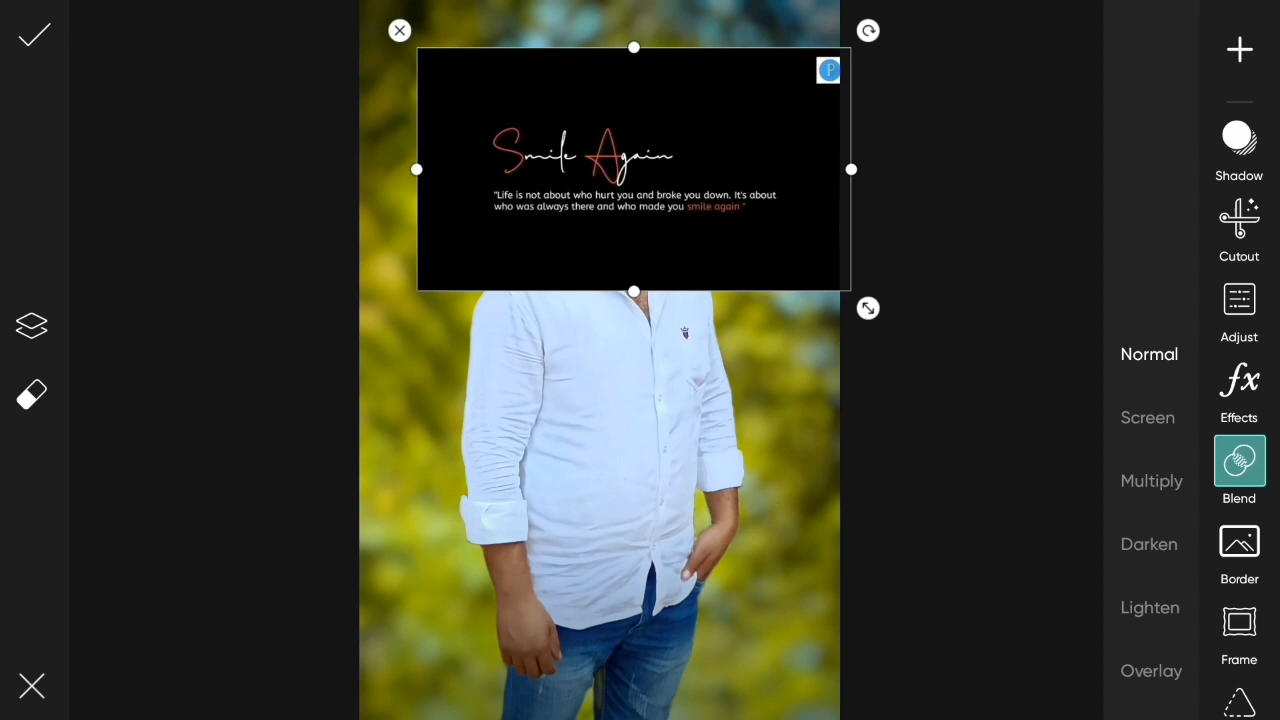 P
Smile Again
"Life is not about who hurt you and broke you down. It's about
who was always there and who made you smile again "
Shadow
Cutout
Adjust
fx
Effects
Blend
Border
Frame
Normal
Screen
Multiply
Darken
Lighten
Overlay